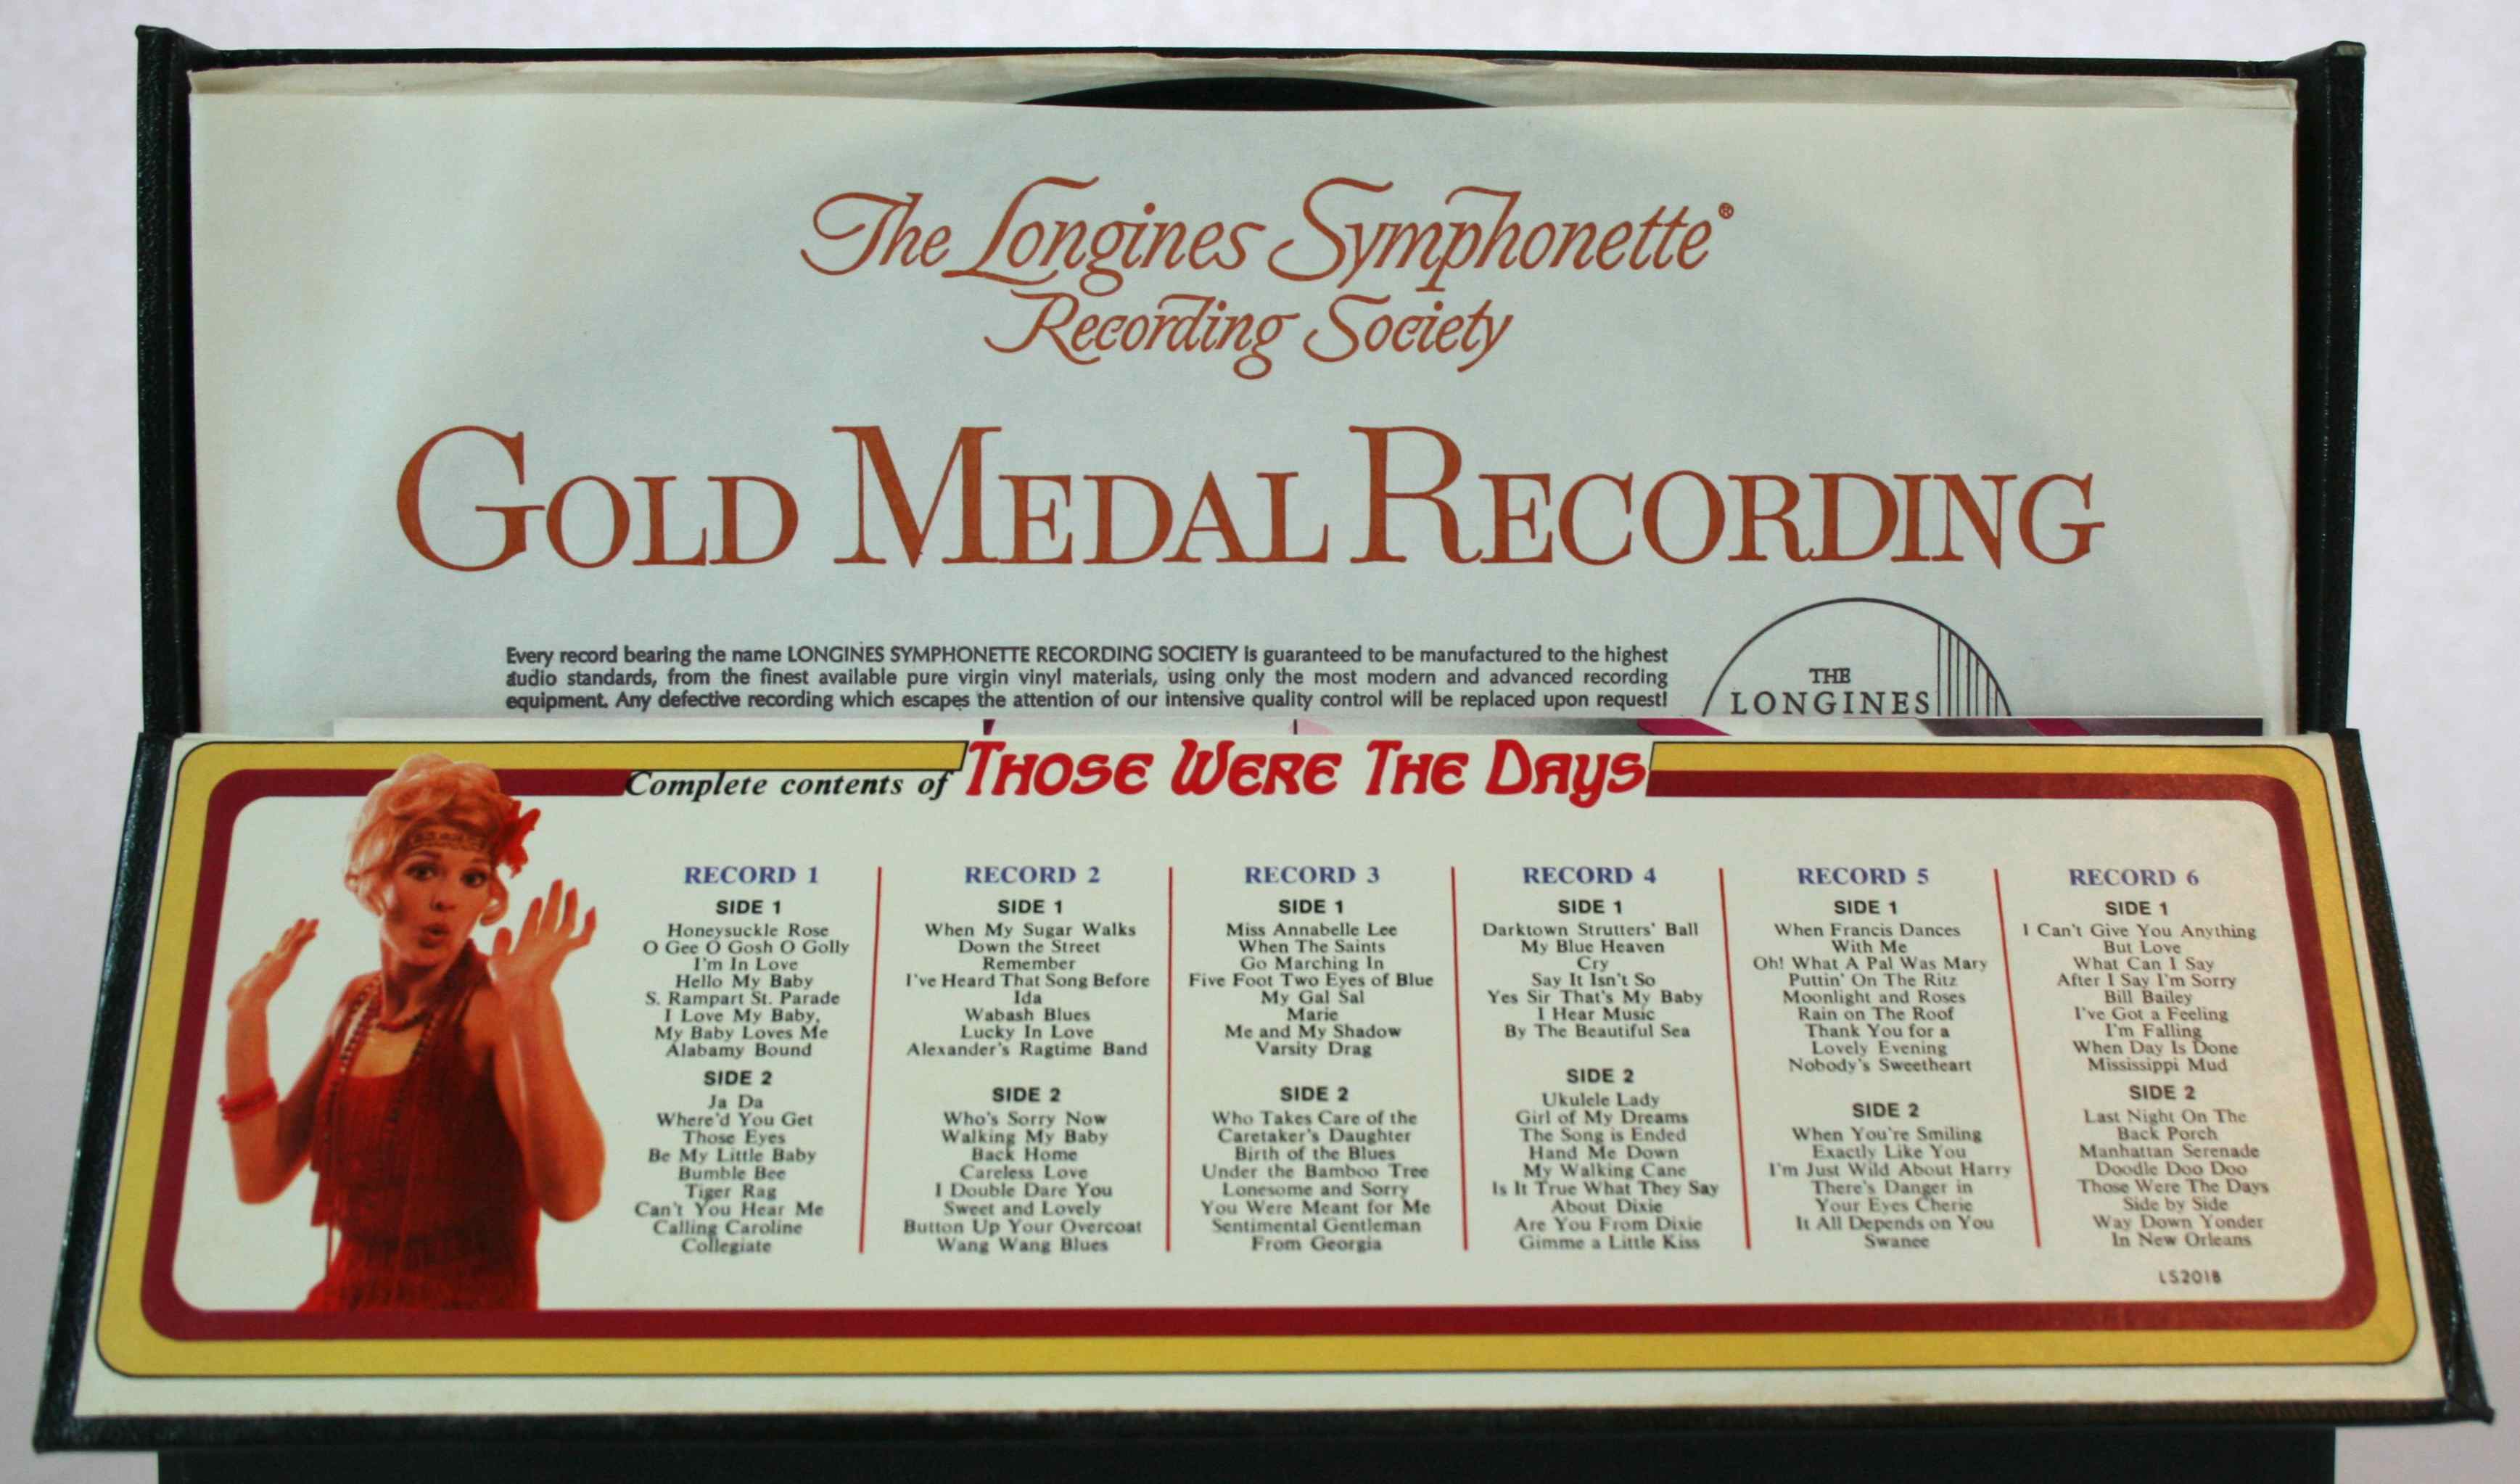 The Longines Symphonette®
Recording Society
GOLD MEDAL RECORDING
Every record bearing the name LONGINES SYMPHONETTE RECORDING SOCIETY is guaranteed to be manufactured to the highest
audio standards, from the finest available pure virgin vinyl materials, using only the most modern and advanced recording
equipment. Any defective recording which escapes the attention of our intensive quality control will be replaced upon request!
THE
LONGINES
Complete contents of THOSE WERE THE DAYS
RECORD 1
SIDE 1
Honeysuckle Rose
O Gee O Gosh O Golly
I'm In Love
Hello My Baby
S. Rampart St. Parade
I Love My Baby,
My Baby Loves Me
Alabamy Bound
SIDE 2
Ja Da
Where'd You Get
Those Eyes
Be My Little Baby
Bumble Bee
Tiger Rag
Can't You Hear Me
Calling Caroline
Collegiate
RECORD 2
SIDE 1
When My Sugar Walks
Down the Street
Remember
I've Heard That Song Before
Ida
Wabash Blues
Lucky In Love
Alexander's Ragtime Band
SIDE 2
Who's Sorry Now
Walking My Baby
Back Home
Careless Love
I Double Dare You
Sweet and Lovely
Button Up Your Overcoat
Wang Wang Blues
RECORD 3
SIDE 1
Miss Annabelle Lee
When The Saints
Go Marching In
Five Foot Two Eyes of Blue
My Gal Sal
Marie
Me and My Shadow
Varsity Drag
SIDE 2
Who Takes Care of the
Caretaker's Daughter
Birth of the Blues
Under the Bamboo Tree
Lonesome and Sorry
You Were Meant for Me
Sentimental Gentleman
From Georgia
RECORD 4
SIDE 1
Darktown Strutters' Ball
My Blue Heaven
Cry
Say It Isn't So
Yes Sir That's My Baby
I Hear Music
By The Beautiful Sea
SIDE 2
Ukulele Lady
Girl of My Dreams
The Song is Ended
Hand Me Down
My Walking Cane
Is It True What They Say
About Dixie
Are You From Dixie
Gimme a Little Kiss
RECORD 5
SIDE 1
When Francis Dances
With Me
Oh! What A Pal Was Mary
Puttin' On The Ritz
Moonlight and Roses
Rain on The Roof
Thank You for a
Lovely Evening
Nobody's Sweetheart
SIDE 2
When You're Smiling
Exactly Like You
I'm Just Wild About Harry
There's Danger in
Your Eyes Cherie
It All Depends on You
Swanee
RECORD 6
SIDE 1
I Can't Give You Anything
But Love
What Can I Say
After I Say I'm Sorry
Bill Bailey
I've Got a Feeling
I'm Falling
When Day Is Done
Mississippi Mud
SIDE 2
Last Night On The
Back Porch
Manhattan Serenade
Doodle Doo Doo
Those Were The Days
Side by Side
Way Down Yonder
In New Orleans
LS201B